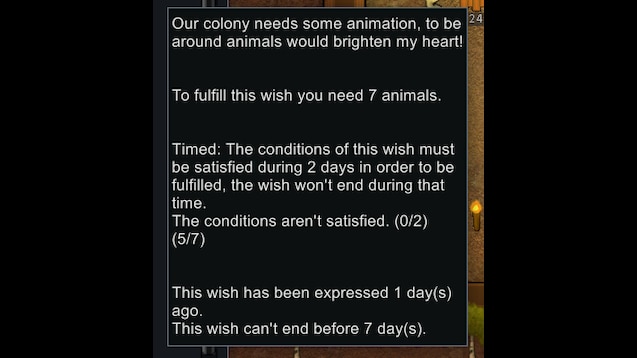 Our colony needs some animation, to be
around animals would brighten my heart!
To fulfill this wish you need 7 animals.
Timed: The conditions of this wish must
be satisfied during 2 days in order to be
fulfilled, the wish won't end during that
time.
The conditions aren't satisfied. (0/2)
(5/7)
This wish has been expressed 1 day(s)
ago.
This wish can't end before 7 day(s).
24